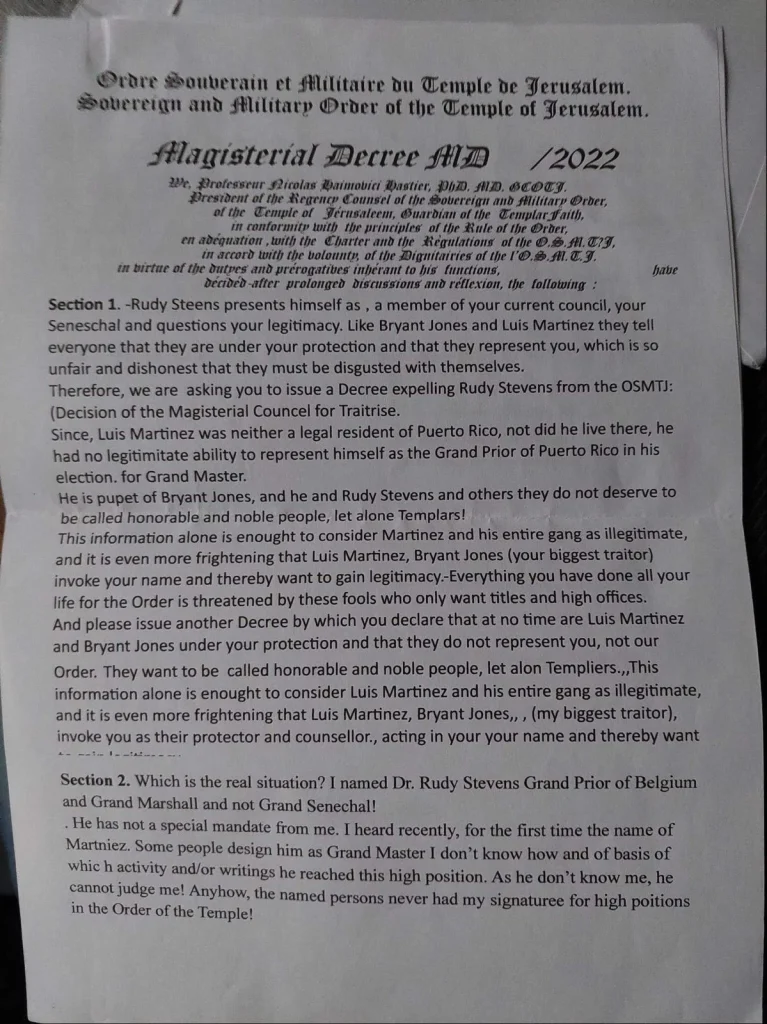 Ordre Souverain et Militaire du Temple de Jerusalem.
Sovereign and Military Order of the Temple of Jerusalem.
Magisterial Decree MD /2022
We, Professeur Nicolas Haimovici Hastier, PhD. MD. GCOTJ.
President of the Regency Counsel of the Sovereign and Military Order,
of the Temple of Jérusaleem, Guardian of the Templar faith,
in conformity with the principles of the Rule of the Order,
en adéquation ,with the Charter and the Régulations of the O.S.M.T?J,
in accord with the volounty, of the Dignitairies of the l'O.S.M.T.J.
in virtue of the dutyes and prérogatives inhérant to his functions, have
décidéd-after prolonged discussions and réflexion, the following :
Section 1. -Rudy Steens presents himself as , a member of your current council, your
Seneschal and questions your legitimacy. Like Bryant Jones and Luis Martinez they tell
everyone that they are under your protection and that they represent you, which is so
unfair and dishonest that they must be disgusted with themselves.
Therefore, we are asking you to issue a Decree expelling Rudy Stevens from the OSMTJ:
(Decision of the Magisterial Councel for Traitrise.
Since, Luis Martinez was neither a legal resident of Puerto Rico, not did he live there, he
had no legitimitate ability to represent himself as the Grand Prior of Puerto Rico in his
election. for Grand Master.
He is pupet of Bryant Jones, and he and Rudy Stevens and others they do not deserve to
be called honorable and noble people, let alone Templars!
This information alone is enought to consider Martinez and his entire gang as illegitimate,
and it is even more frightening that Luis Martinez, Bryant Jones (your biggest traitor)
invoke your name and thereby want to gain legitimacy.-Everything you have done all your
life for the Order is threatened by these fools who only want titles and high offices.
And please issue another Decree by which you declare that at no time are Luis Martinez
and Bryant Jones under your protection and that they do not represent you, not our
Order. They want to be called honorable and noble people, let alon Templiers.,,This
information alone is enought to consider Luis Martinez and his entire gang as illegitimate,
and it is even more frightening that Luis Martinez, Bryant Jones,, , (my biggest traitor),
invoke you as their protector and counsellor., acting in your your name and thereby want
Section 2. Which is the real situation? I named Dr. Rudy Stevens Grand Prior of Belgium
and Grand Marshall and not Grand Senechal!
. He has not a special mandate from me. I heard recently, for the first time the name of
Martniez. Some people design him as Grand Master I don't know how and of basis of
whic h activity and/or writings he reached this high position. As he don't know me, he
cannot judge me! Anyhow, the named persons never had my signaturee for high poitions
in the Order of the Temple!